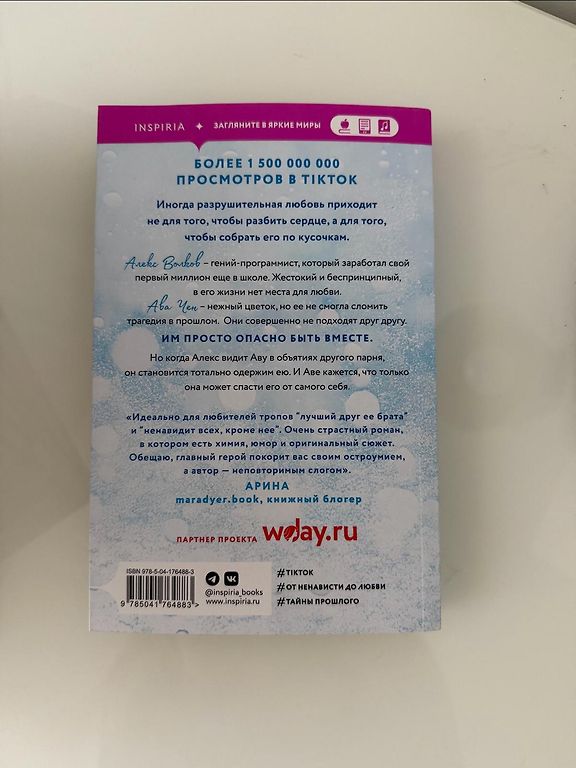 INSPIRIA ✦ ЗАГЛЯНИТЕ В ЯРКИЕ МИРЫ
БОЛЕЕ 1 500 000 000
ПРОСМОТРОВ В TIKTOK
Иногда разрушительная любовь приходит
не для того, чтобы разбить сердце, а для того,
чтобы собрать его по кусочкам.
Алекс Волков – гений-программист, который заработал свой
первый миллион еще в школе. Жестокий и беспринципный,
в его жизни нет места для любви.
Ава Чен – нежный цветок, но ее не смогла сломить
трагедия в прошлом. Они совершенно не подходят друг другу.
ИМ ПРОСТО ОПАСНО БЫТЬ ВМЕСТЕ.
Но когда Алекс видит Аву в объятиях другого парня,
он становится тотально одержим ею. И Аве кажется, что только
она может спасти его от самого себя.
«Идеально для любителей тропов "лучший друг ее брата"
и "ненавидит всех, кроме нее". Очень страстный роман,
в котором есть химия, юмор и оригинальный сюжет.
Обещаю, главный герой покорит вас своим остроумием,
а автор — неповторимым слогом».
АРИНА
maradyer.book, книжный блогер
ПАРТНЕР ПРОЕКТА wday.ru
ISBN 978-5-04-176488-3
9 785041 764883 >
@inspiria_books
www.inspiria.ru
#TIKTOK
#ОТ НЕНАВИСТИ ДО ЛЮБВИ
#ТАЙНЫ ПРОШЛОГО